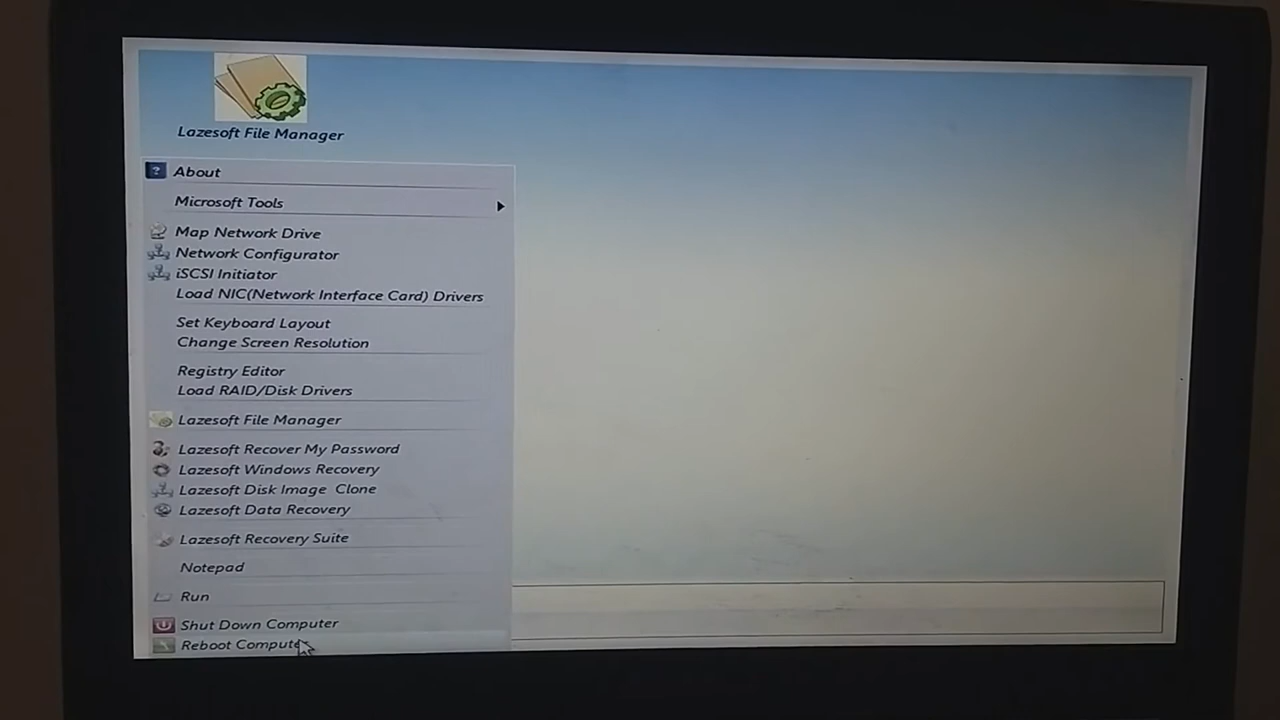 Lazesoft File Manager
About
Microsoft Tools
Map Network Drive
Network Configurator
iSCSI Initiator
Load NIC(Network Interface Card) Drivers
Set Keyboard Layout
Change Screen Resolution
Registry Editor
Load RAID/Disk Drivers
Lazesoft File Manager
Lazesoft Recover My Password
Lazesoft Windows Recovery
Lazesoft Disk Image Clone
Lazesoft Data Recovery
Lazesoft Recovery Suite
Notepad
Run
Shut Down Computer
Reboot Computer